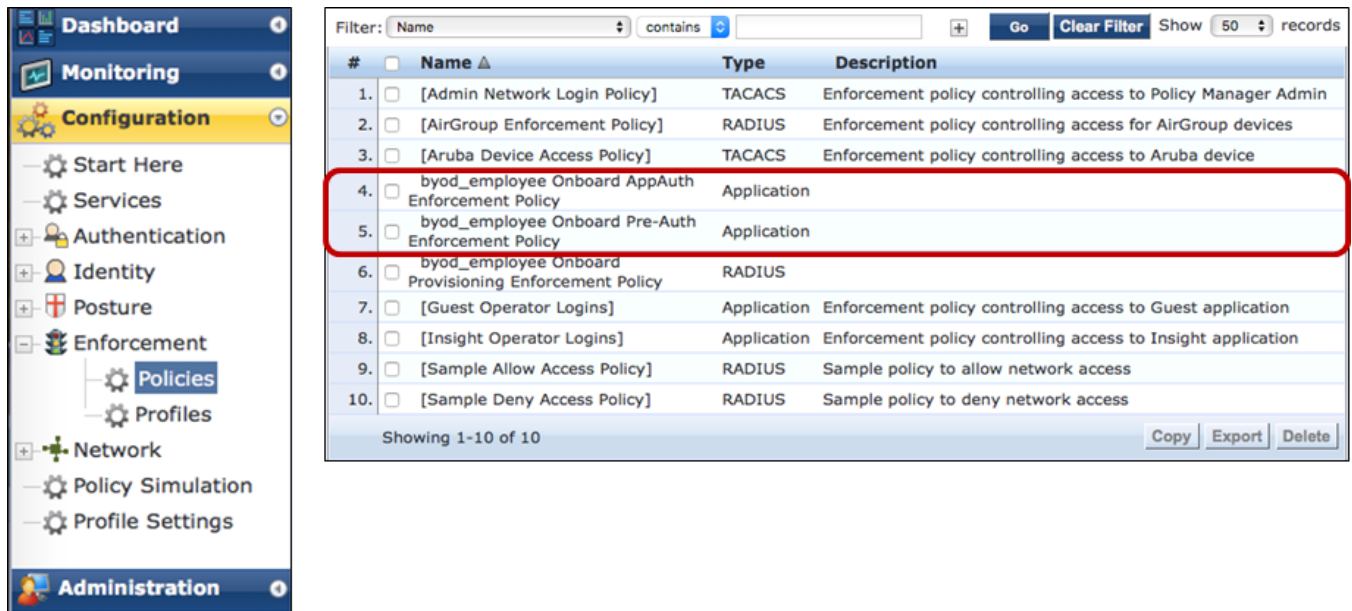 Dashboard
Monitoring
Configuration
Start Here
Services
Authentication
Identity
Posture
Enforcement
Policies
Profiles
Network
Policy Simulation
Profile Settings
Administration
Filter: Name contains + Go Clear Filter Show 50 records
# Name Type Description
1. [Admin Network Login Policy] TACACS Enforcement policy controlling access to Policy Manager Admin
2. [AirGroup Enforcement Policy] RADIUS Enforcement policy controlling access for AirGroup devices
3. [Aruba Device Access Policy] TACACS Enforcement policy controlling access to Aruba device
4. byod_employee Onboard AppAuth
Enforcement Policy Application
5. byod_employee Onboard Pre-Auth
Enforcement Policy Application
6. byod_employee Onboard
Provisioning Enforcement Policy RADIUS
7. [Guest Operator Logins] Application Enforcement policy controlling access to Guest application
8. [Insight Operator Logins] Application Enforcement policy controlling access to Insight application
9. [Sample Allow Access Policy] RADIUS Sample policy to allow network access
10. [Sample Deny Access Policy] RADIUS Sample policy to deny network access
Showing 1-10 of 10 Copy Export Delete